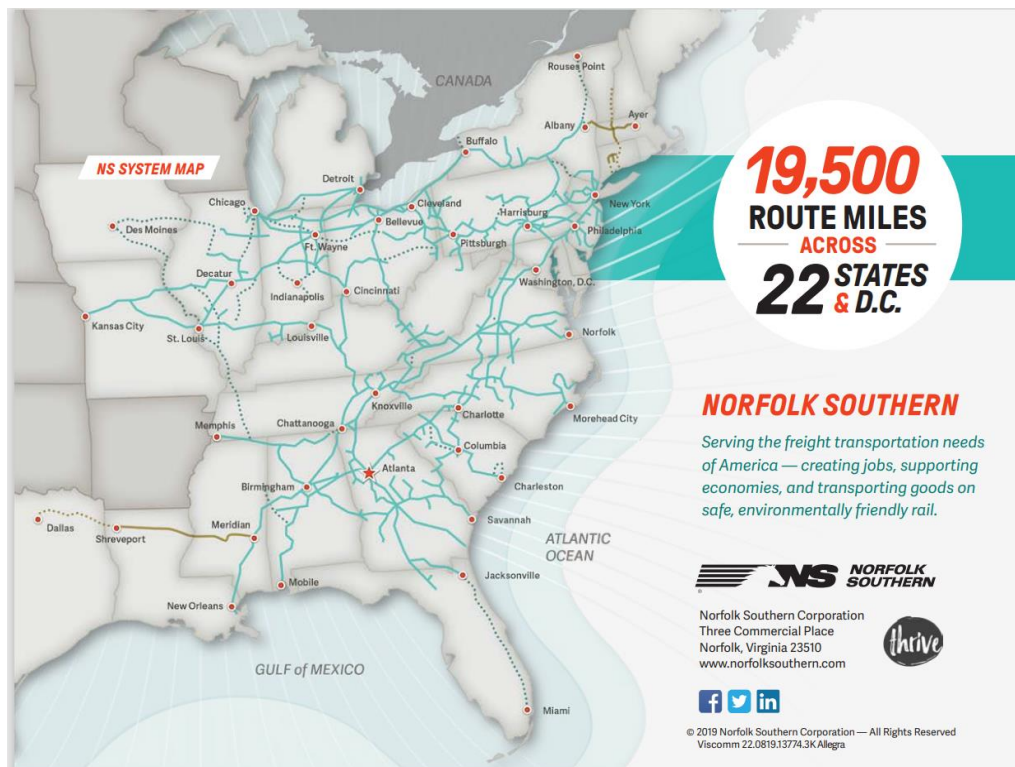 CANADA
Rouses Point
Albany
Ayer
Buffalo
NS SYSTEM MAP
Detroit
Chicago
Cleveland
Bellevue
Harrisburg
New York
Des Moines
Ft. Wayne
Pittsburgh
Philadelphia
Decatur
Indianapolis
Cincinnati
Washington, D.C.
Kansas City
St. Louis
Louisville
Norfolk
Knoxville
Charlotte
Morehead City
Memphis
Chattanooga
Columbia
Atlanta
Birmingham
Charleston
Dallas
Shreveport
Meridian
Savannah
ATLANTIC
OCEAN
Mobile
Jacksonville
New Orleans
GULF of MEXICO
Miami
19,500
ROUTE MILES
ACROSS
22 STATES
& D.C.
NORFOLK SOUTHERN
Serving the freight transportation needs
of America — creating jobs, supporting
economies, and transporting goods on
safe, environmentally friendly rail.
NS NORFOLK
SOUTHERN
Norfolk Southern Corporation
Three Commercial Place
Norfolk, Virginia 23510
www.norfolksouthern.com
thrive
f in
© 2019 Norfolk Southern Corporation — All Rights Reserved
Viscomm 22.0819.13774.3K Allegra